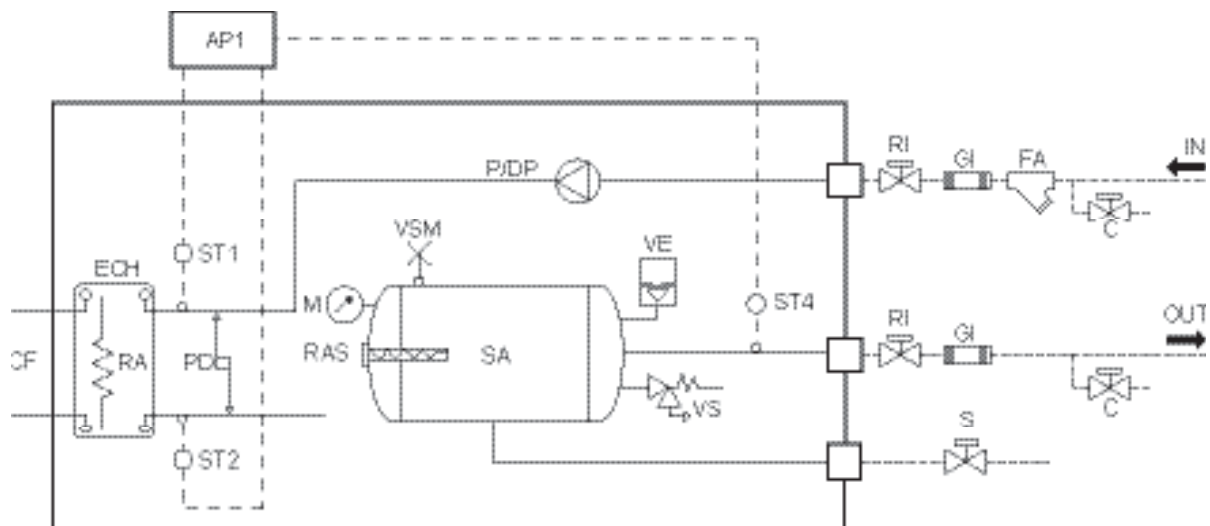 AP1
IN
RI GI FA
P/DP
C
VSM
VE
ST1
ECH
M
ST4
RI GI
OUT
CF
RA
PDC
RAS
SA
VS
C
S
ST2